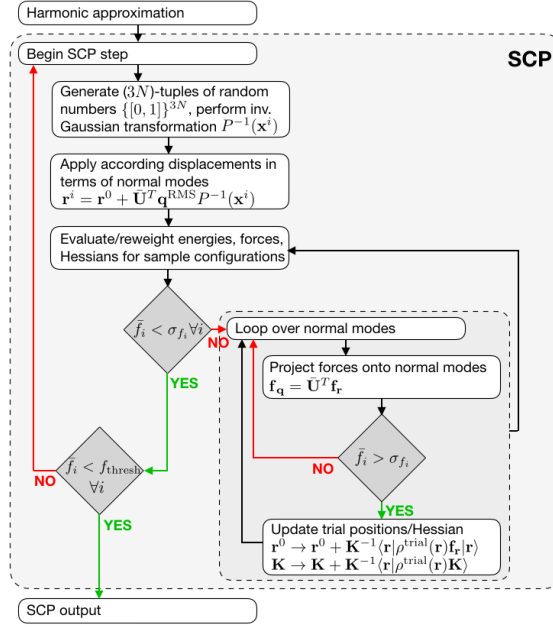 Harmonic approximation
Begin SCP step
SCP
Generate (3N)-tuples of random
numbers {[0, 1]}^{3N}, perform inv.
Gaussian transformation P^{-1}(x^i)
Apply according displacements in
terms of normal modes
r^i = r^0 + Ū^T q^{RMS} P^{-1}(x^i)
Evaluate/reweight energies, forces,
Hessians for sample configurations
f̄_i < σ_{f_i} ∀i
NO
YES
Loop over normal modes
Project forces onto normal modes
f_q = Ū^T f_r
f̄_i > σ_{f_i}
NO
YES
Update trial positions/Hessian
r^0 → r^0 + K^{-1}⟨r|ρ^{trial}(r)f_r|r⟩
K → K + K^{-1}⟨r|ρ^{trial}(r)K⟩
f̄_i < f_{thresh}
∀i
NO
YES
SCP output